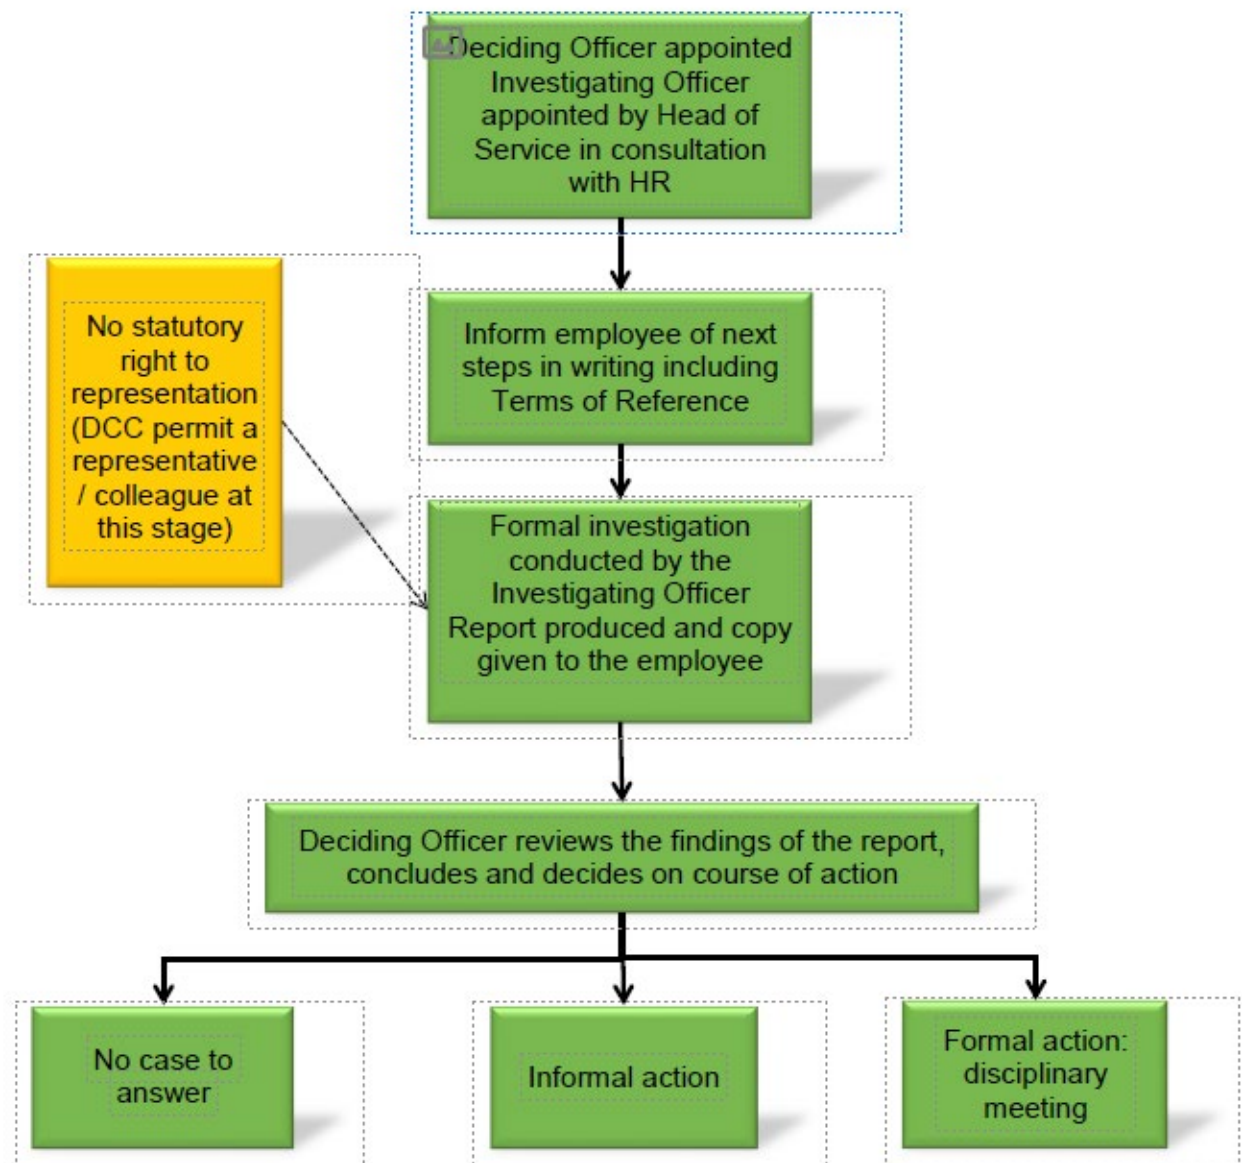 Deciding Officer appointed
Investigating Officer
appointed by Head of
Service in consultation
with HR
No statutory
right to
representation
(DCC permit a
representative
/ colleague at
this stage)
Inform employee of next
steps in writing including
Terms of Reference
Formal investigation
conducted by the
Investigating Officer
Report produced and copy
given to the employee
Deciding Officer reviews the findings of the report,
concludes and decides on course of action
No case to
answer
Informal action
Formal action:
disciplinary
meeting